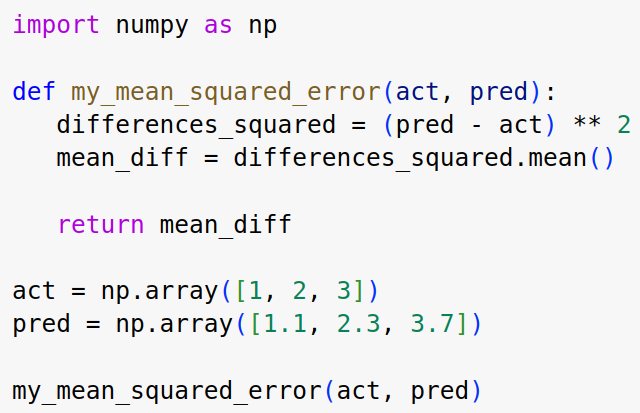 import numpy as np
def my_mean_squared_error(act, pred):
differences_squared = (pred - act) ** 2
mean_diff = differences_squared.mean()
return mean_diff
act = np.array([1, 2, 3])
pred = np.array([1.1, 2.3, 3.7])
my_mean_squared_error(act, pred)